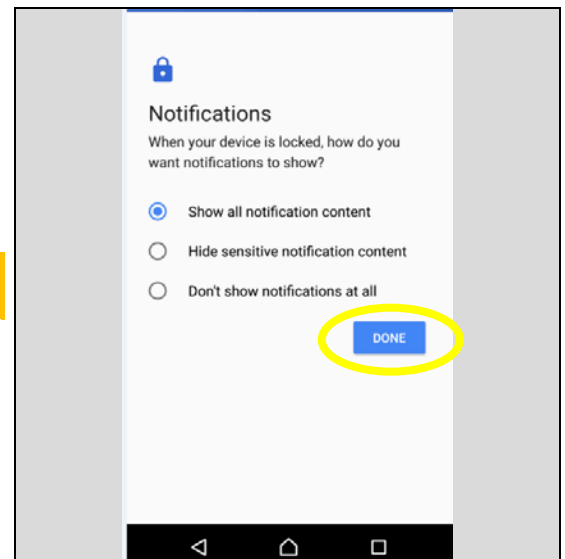 Notifications
When your device is locked, how do you
want notifications to show?
Show all notification content
Hide sensitive notification content
Don't show notifications at all
DONE